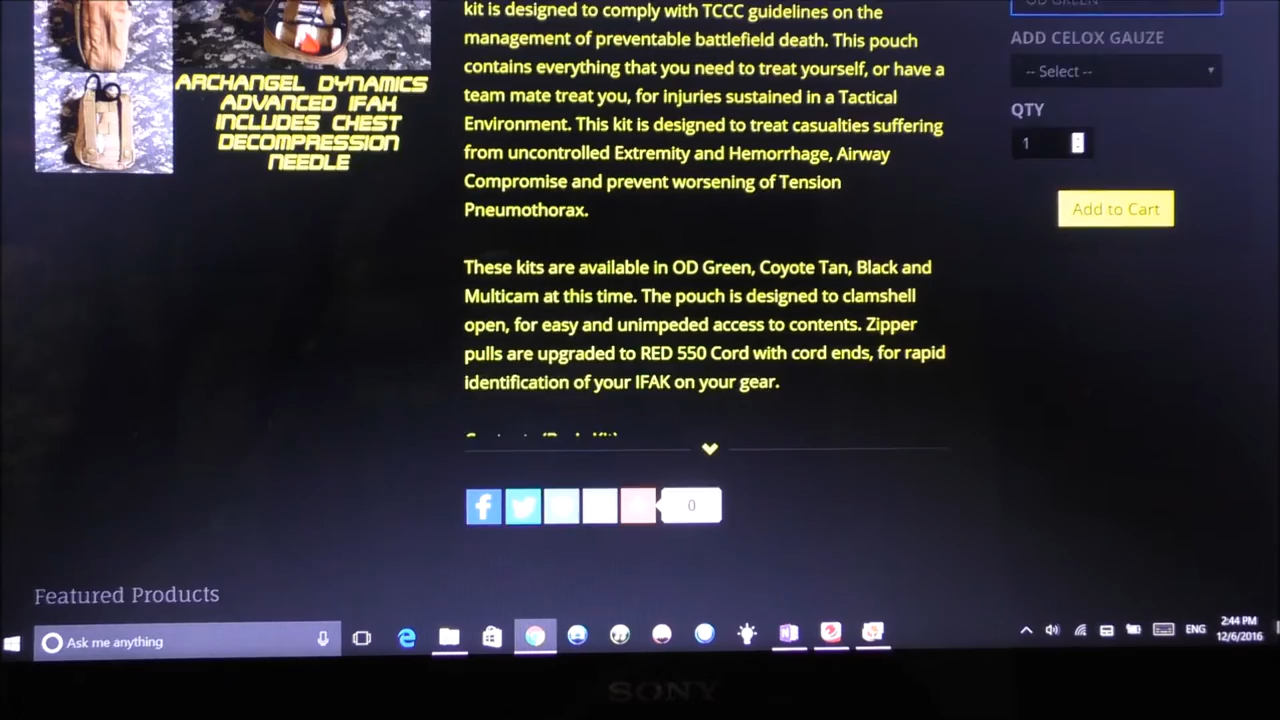 kit is designed to comply with TCCC guidelines on the
management of preventable battlefield death. This pouch
contains everything that you need to treat yourself, or have a
team mate treat you, for injuries sustained in a Tactical
Environment. This kit is designed to treat casualties suffering
from uncontrolled Extremity and Hemorrhage, Airway
Compromise and prevent worsening of Tension
Pneumothorax.
These kits are available in OD Green, Coyote Tan, Black and
Multicam at this time. The pouch is designed to clamshell
open, for easy and unimpeded access to contents. Zipper
pulls are upgraded to RED 550 Cord with cord ends, for rapid
identification of your IFAK on your gear.
ARCHANGEL DYNAMICS
ADVANCED IFAK
INCLUDES CHEST
DECOMPRESSION
NEEDLE
OD GREEN
ADD CELOX GAUZE
-- Select --
QTY
1
Add to Cart
0
Featured Products
Ask me anything
ENG
2:44 PM
12/6/2016
SONY